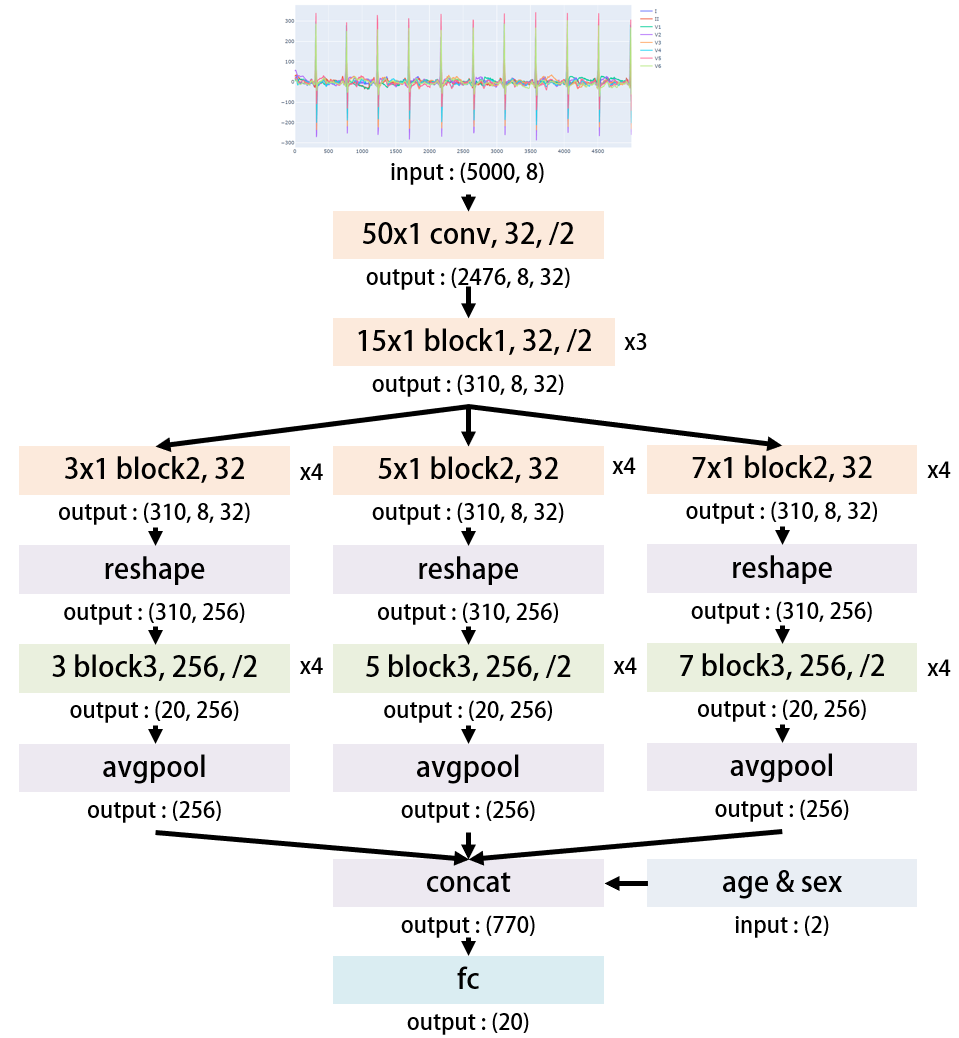 300
200
100
0
−100
−200
−300
0 500 1000 1500 2000 2500 3000 3500 4000 4500
I
II
V1
V2
V3
V4
V5
V6
input : (5000, 8)
50x1 conv, 32, /2
output : (2476, 8, 32)
15x1 block1, 32, /2 x3
output : (310, 8, 32)
3x1 block2, 32 x4 5x1 block2, 32 x4 7x1 block2, 32 x4
output : (310, 8, 32) output : (310, 8, 32) output : (310, 8, 32)
reshape reshape reshape
output : (310, 256) output : (310, 256) output : (310, 256)
3 block3, 256, /2 x4 5 block3, 256, /2 x4 7 block3, 256, /2 x4
output : (20, 256) output : (20, 256) output : (20, 256)
avgpool avgpool avgpool
output : (256) output : (256) output : (256)
concat age & sex
output : (770) input : (2)
fc
output : (20)